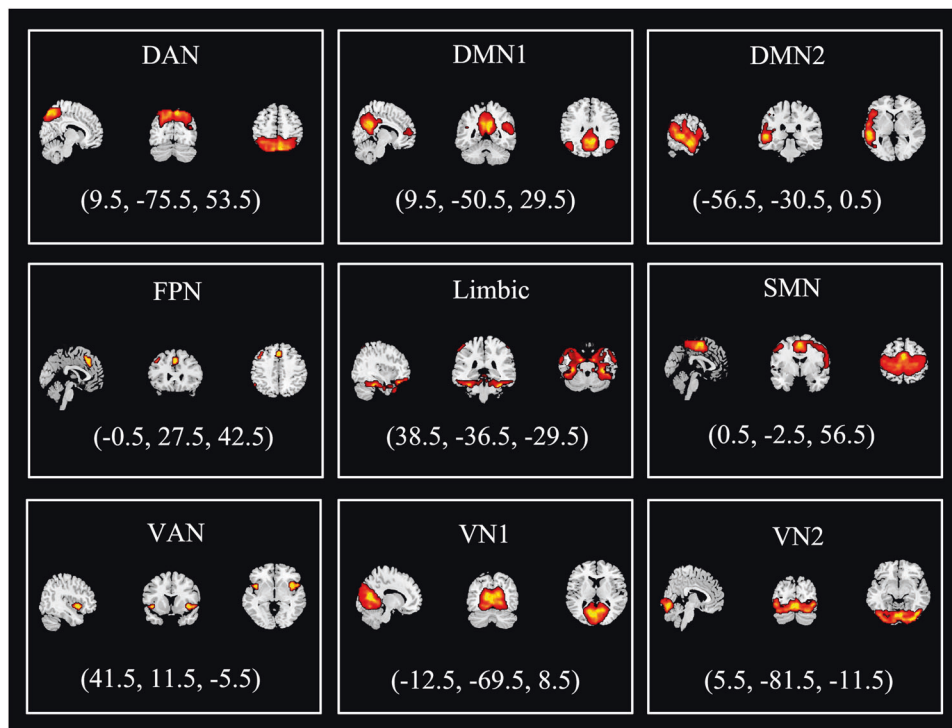 DAN
(9.5, -75.5, 53.5)
DMN1
(9.5, -50.5, 29.5)
DMN2
(-56.5, -30.5, 0.5)
FPN
(-0.5, 27.5, 42.5)
Limbic
(38.5, -36.5, -29.5)
SMN
(0.5, -2.5, 56.5)
VAN
(41.5, 11.5, -5.5)
VN1
(-12.5, -69.5, 8.5)
VN2
(5.5, -81.5, -11.5)